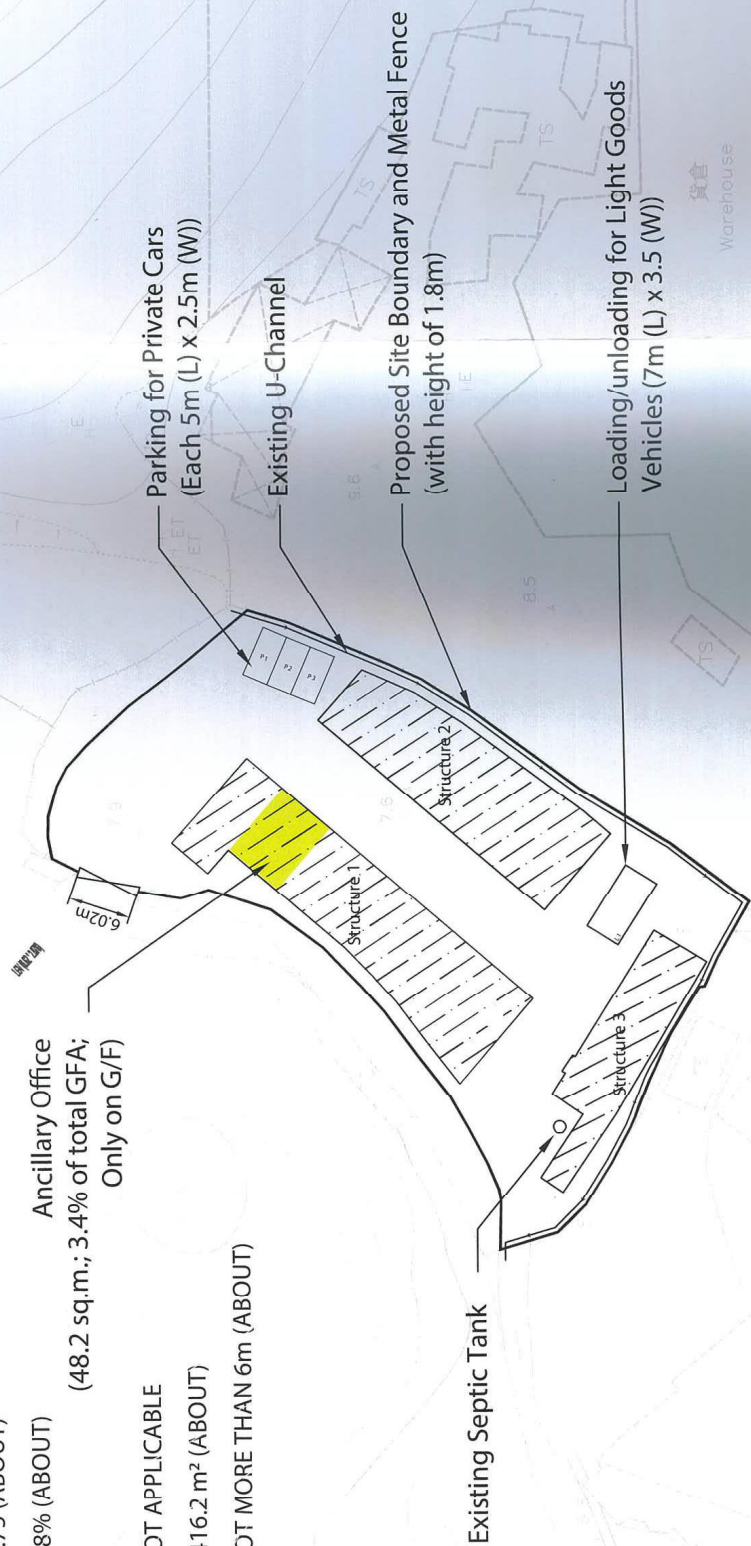 Parking for Private Cars
(Each 5m (L) x 2.5m (W))
Existing U-Channel
Proposed Site Boundary and Metal Fence
(with height of 1.8m)
Loading/unloading for Light Goods
Vehicles (7m (L) x 3.5 (W))
Ancillary Office
(48.2 sq.m.; 3.4% of total GFA;
Only on G/F)
Existing Septic Tank
6.02m
P1
P2
P3
Structure 1
Structure 2
Structure 3
(ABOUT)
8% (ABOUT)
OT APPLICABLE
416.2 m² (ABOUT)
OT MORE THAN 6m (ABOUT)
7.9
7.6
9.6
8.5
ET
ET
TS
TS
TS
貨倉
Warehouse